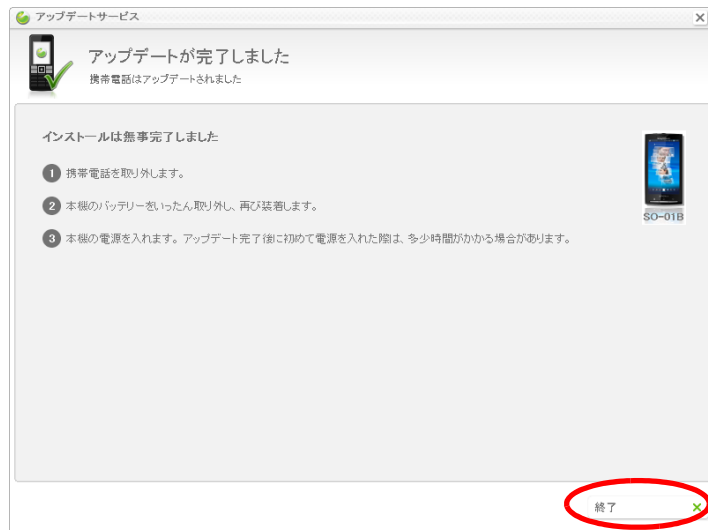 アップデートサービス
アップデートが完了しました
携帯電話はアップデートされました
インストールは無事完了しました
1 携帯電話を取り外します。
2 本機のバッテリーをいったん取り外し、再び装着します。
3 本機の電源を入れます。アップデート完了後に初めて電源を入れた際は、多少時間がかかる場合があります。
SO-01B
終了